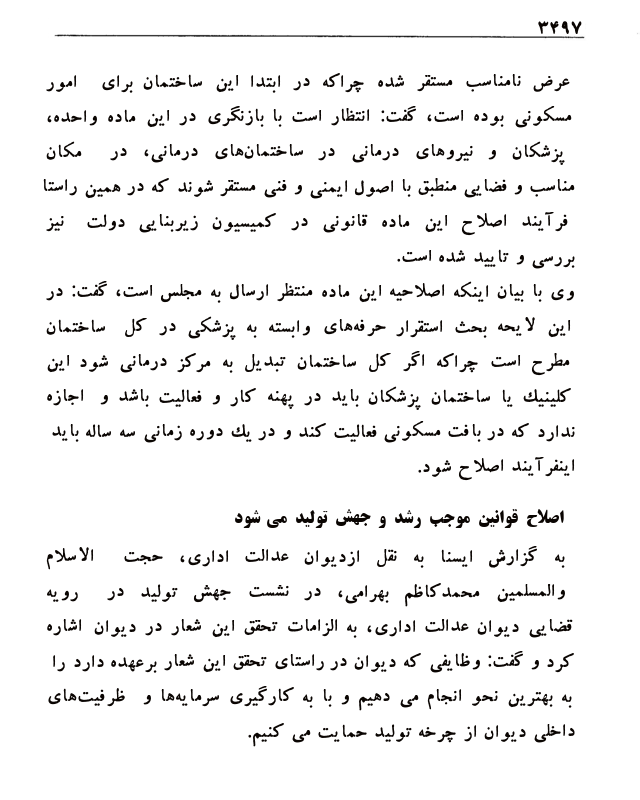 ۳۴۹۷
عرض نامناسب مستقر شده چراکه در ابتدا این ساختمان برای امور
مسکونی بوده است، گفت: انتظار است با بازنگری در این ماده واحده،
پزشکان و نیروهای درمانی در ساختمان‌های درمانی، در مکان
مناسب و فضایی منطبق با اصول ایمنی و فنی مستقر شوند که در همین راستا
فرآیند اصلاح این ماده قانونی در کمیسیون زیربنایی دولت نیز
بررسی و تایید شده است.
وی با بیان اینکه اصلاحیه این ماده منتظر ارسال به مجلس است، گفت: در
این لایحه بحث استقرار حرفه‌های وابسته به پزشکی در کل ساختمان
مطرح است چراکه اگر کل ساختمان تبدیل به مرکز درمانی شود این
کلینیك یا ساختمان پزشکان باید در پهنه کار و فعالیت باشد و اجازه
ندارد که در بافت مسکونی فعالیت کند و در یك دوره زمانی سه ساله باید
اینفرآیند اصلاح شود.
اصلاح قوانین موجب رشد و جهش تولید می شود
به گزارش ایسنا به نقل ازدیوان عدالت اداری، حجت الاسلام
والمسلمین محمدکاظم بهرامی، در نشست جهش تولید در رویه
قضایی دیوان عدالت اداری، به الزامات تحقق این شعار در دیوان اشاره
کرد و گفت: وظایفی که دیوان در راستای تحقق این شعار برعهده دارد را
به بهترین نحو انجام می دهیم و با به کارگیری سرمایه‌ها و ظرفیت‌های
داخلی دیوان از چرخه تولید حمایت می کنیم.